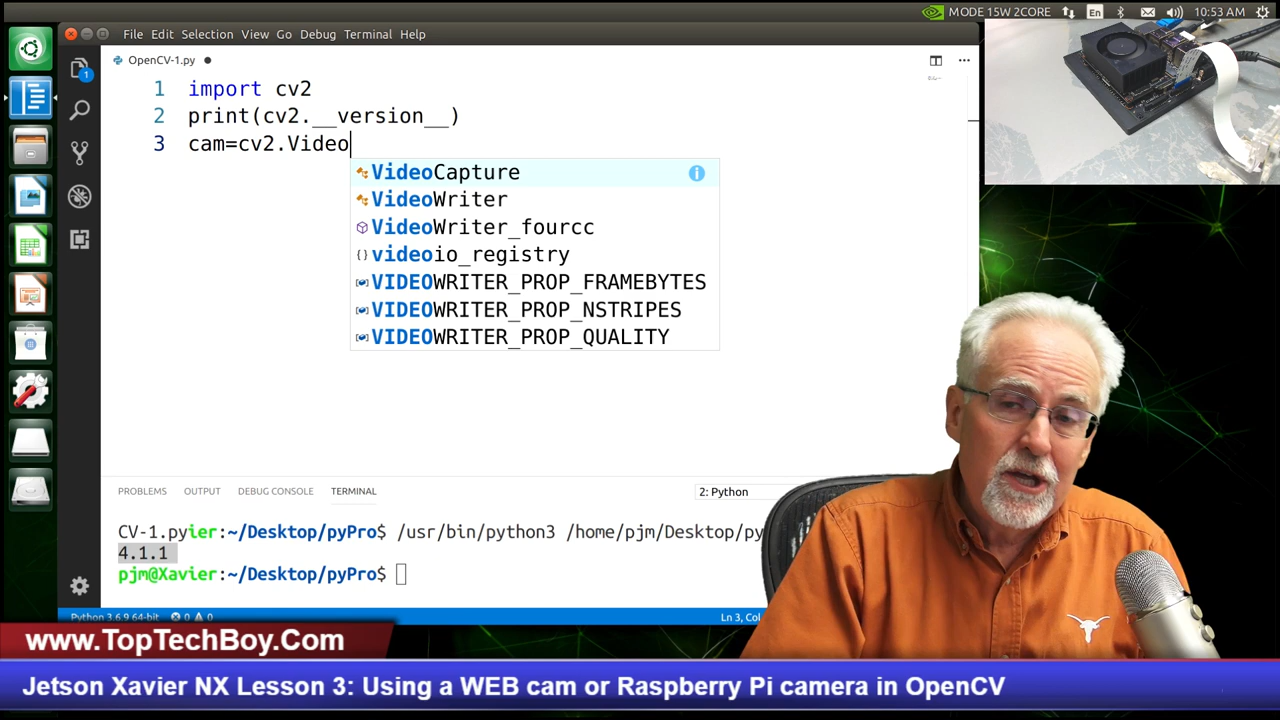 MODE 15W 2CORE En 10:53 AM
File Edit Selection View Go Debug Terminal Help
OpenCV-1.py
1 import cv2
2 print(cv2.__version__)
3 cam=cv2.Video
VideoCapture
VideoWriter
VideoWriter_fourcc
videoio_registry
VIDEOWRITER_PROP_FRAMEBYTES
VIDEOWRITER_PROP_NSTRIPES
VIDEOWRITER_PROP_QUALITY
1
PROBLEMS OUTPUT DEBUG CONSOLE TERMINAL 2: Python
CV-1.pyier:~/Desktop/pyPro$ /usr/bin/python3 /home/pjm/Desktop/py
4.1.1
pjm@Xavier:~/Desktop/pyPro$
Python 3.6.9 64-bit 0 0 Ln 3, Col
www.TopTechBoy.Com
Jetson Xavier NX Lesson 3: Using a WEB cam or Raspberry Pi camera in OpenCV